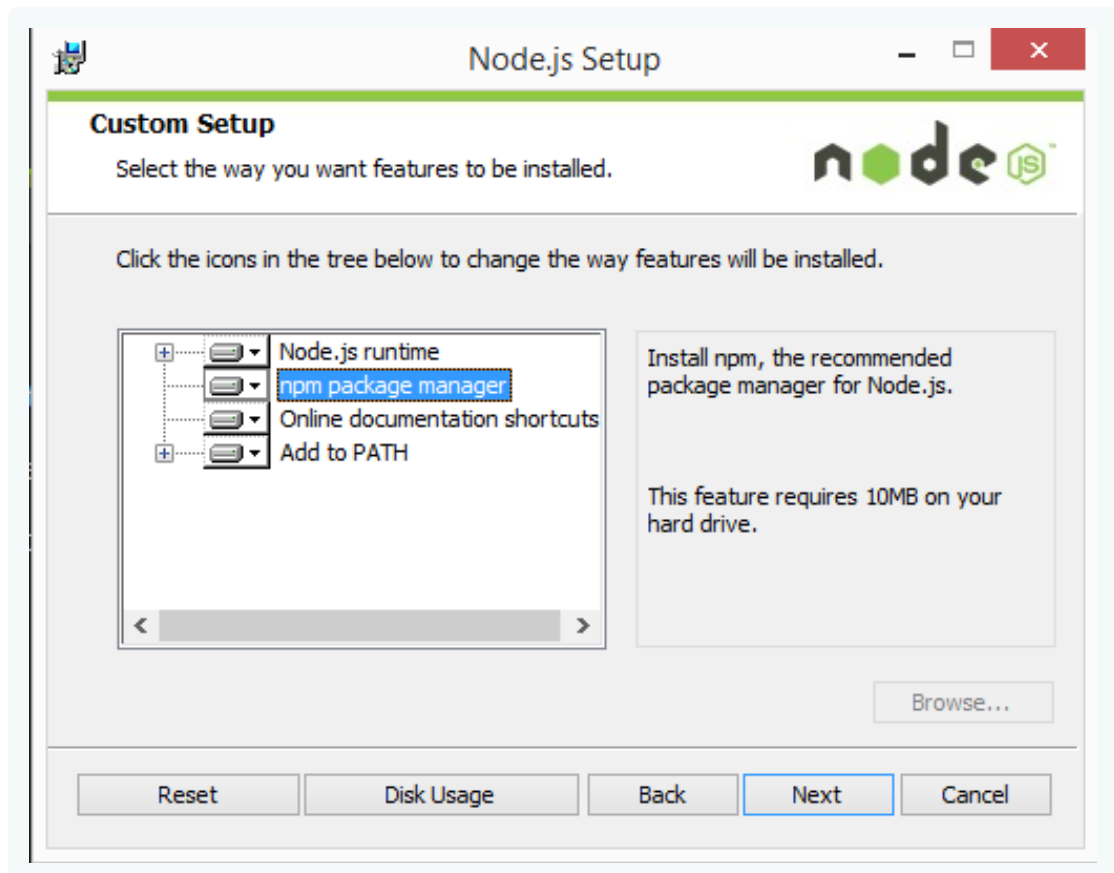 Node.js Setup
Custom Setup
Select the way you want features to be installed.
node JS
Click the icons in the tree below to change the way features will be installed.
Node.js runtime
npm package manager
Online documentation shortcuts
Add to PATH
Install npm, the recommended
package manager for Node.js.
This feature requires 10MB on your
hard drive.
Browse...
Reset
Disk Usage
Back
Next
Cancel